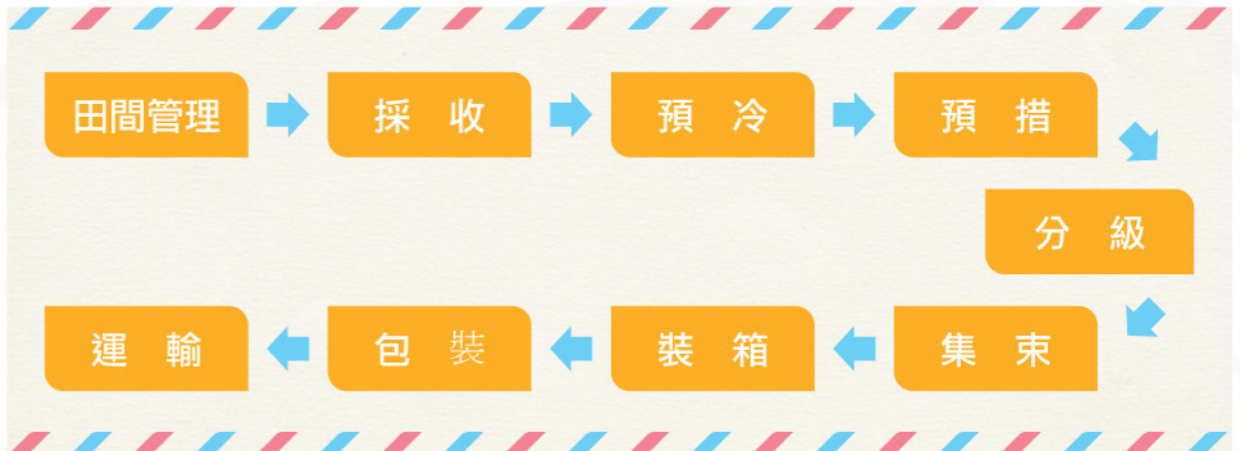 田間管理
採 收
預 冷
預 措
分 級
集 束
裝 箱
包 裝
運 輸